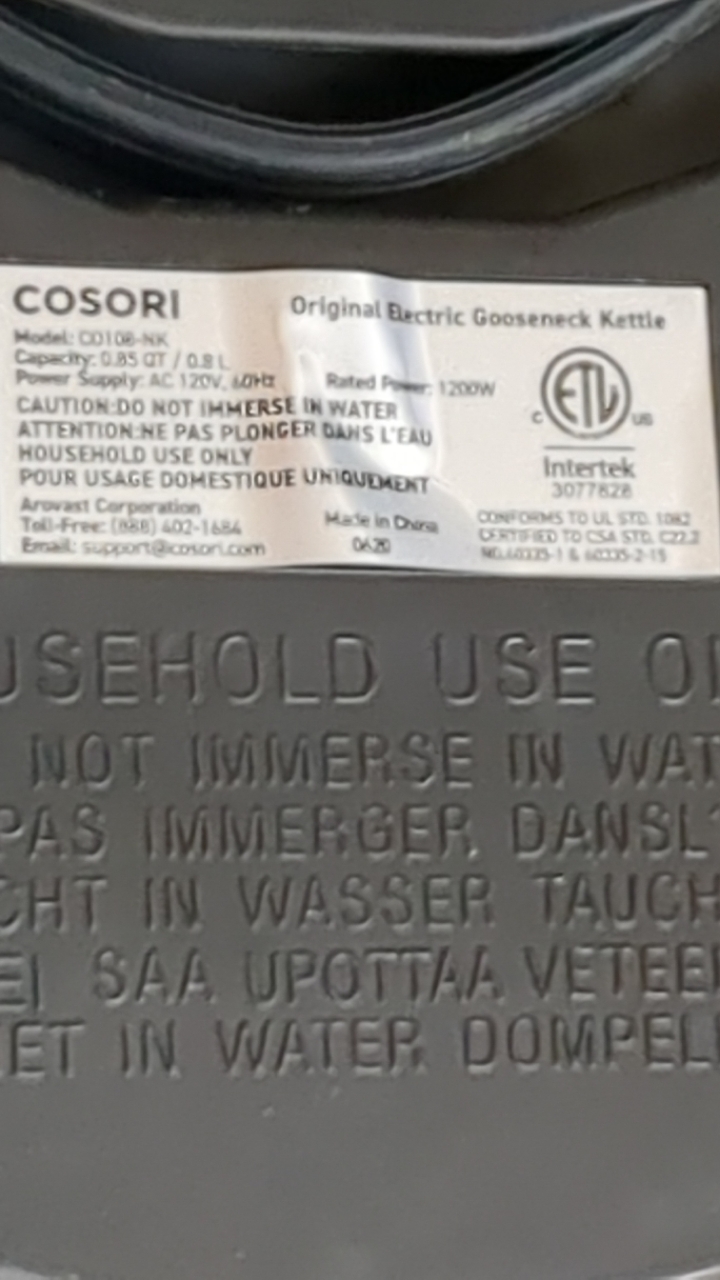 COSORI Original Electric Gooseneck Kettle
Model: CO108-NK
Capacity: 0.85 QT / 0.8 L
Power Supply: AC 120V, 60Hz Rated Power: 1200W
CAUTION:DO NOT IMMERSE IN WATER
ATTENTION:NE PAS PLONGER DANS L'EAU
HOUSEHOLD USE ONLY
POUR USAGE DOMESTIQUE UNIQUEMENT
C ETL US
Intertek
3077828
Arovast Corporation
Toll-Free: (888) 402-1684
Email: support@cosori.com
Made in China
0620
CONFORMS TO UL STD. 1082
CERTIFIED TO CSA STD. C22.2
NO.60335-1 & 60335-2-15
USEHOLD USE O
NOT IMMERSE IN WAT
PAS IMMERGER DANSL'
CHT IN WASSER TAUCH
EI SAA UPOTTAA VETEE
ET IN WATER DOMPEL